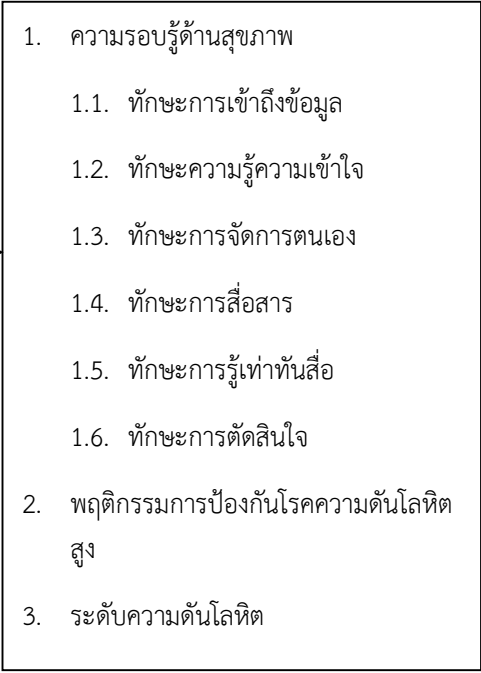 1. ความรอบรู้ด้านสุขภาพ
1.1. ทักษะการเข้าถึงข้อมูล
1.2. ทักษะความรู้ความเข้าใจ
1.3. ทักษะการจัดการตนเอง
1.4. ทักษะการสื่อสาร
1.5. ทักษะการรู้เท่าทันสื่อ
1.6. ทักษะการตัดสินใจ
2. พฤติกรรมการป้องกันโรคความดันโลหิต
สูง
3. ระดับความดันโลหิต